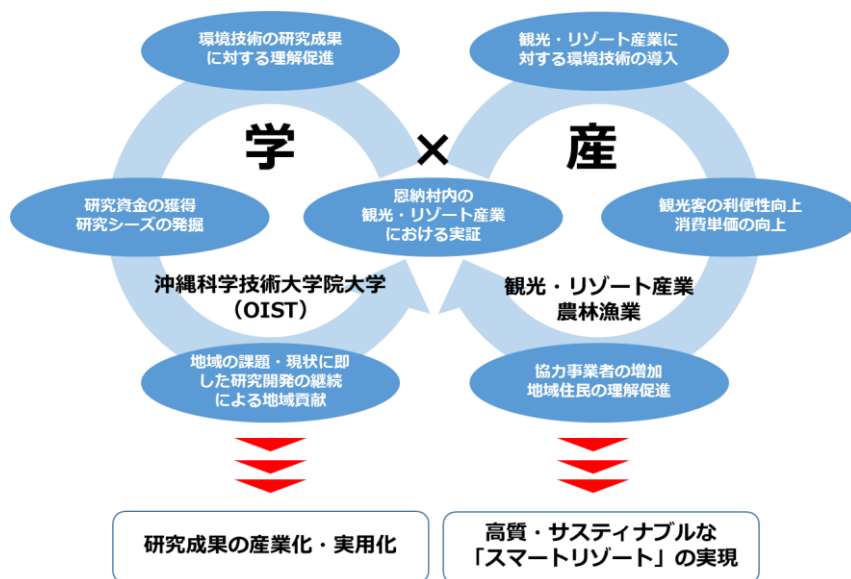 環境技術の研究成果
に対する理解促進
観光・リゾート産業に
対する環境技術の導入
学
×
産
研究資金の獲得
研究シーズの発掘
恩納村内の
観光・リゾート産業
における実証
観光客の利便性向上
消費単価の向上
沖縄科学技術大学院大学
（OIST）
観光・リゾート産業
農林漁業
地域の課題・現状に即
した研究開発の継続
による地域貢献
協力事業者の増加
地域住民の理解促進
研究成果の産業化・実用化
高質・サスティナブルな
「スマートリゾート」の実現